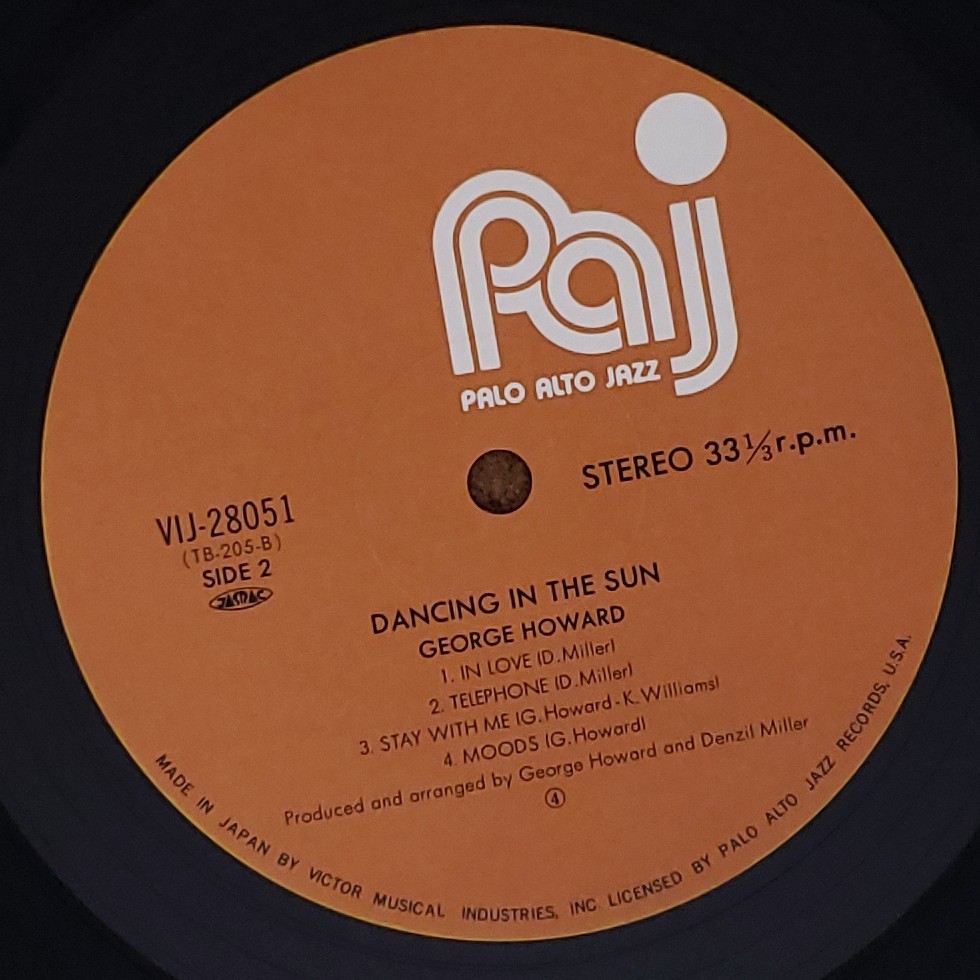 Paj
PALO ALTO JAZZ
STEREO 33⅓ r.p.m.
VIJ-28051
(TB-205-B)
SIDE 2
JASRAC
DANCING IN THE SUN
GEORGE HOWARD
1. IN LOVE (D.Miller)
2. TELEPHONE (D.Miller)
3. STAY WITH ME (G.Howard-K.Williams)
4. MOODS (G.Howard)
Produced and arranged by George Howard and Denzil Miller
④
MADE IN JAPAN BY VICTOR MUSICAL INDUSTRIES, INC LICENSED BY PALO ALTO JAZZ RECORDS, U.S.A.